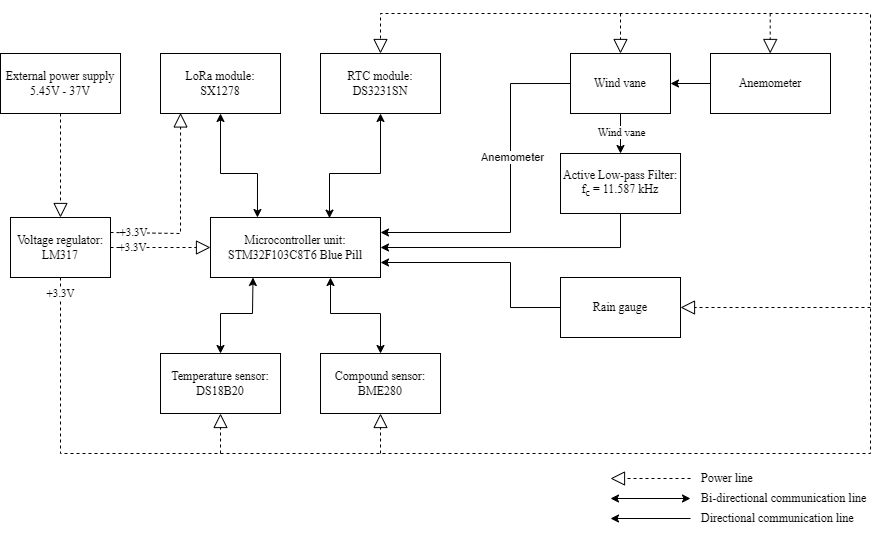 External power supply
5.45V - 37V
LoRa module:
SX1278
RTC module:
DS3231SN
Wind vane
Anemometer
Wind vane
Anemometer
Active Low-pass Filter:
fc = 11.587 kHz
Voltage regulator:
LM317
+3.3V
+3.3V
+3.3V
Microcontroller unit:
STM32F103C8T6 Blue Pill
Rain gauge
Temperature sensor:
DS18B20
Compound sensor:
BME280
Power line
Bi-directional communication line
Directional communication line